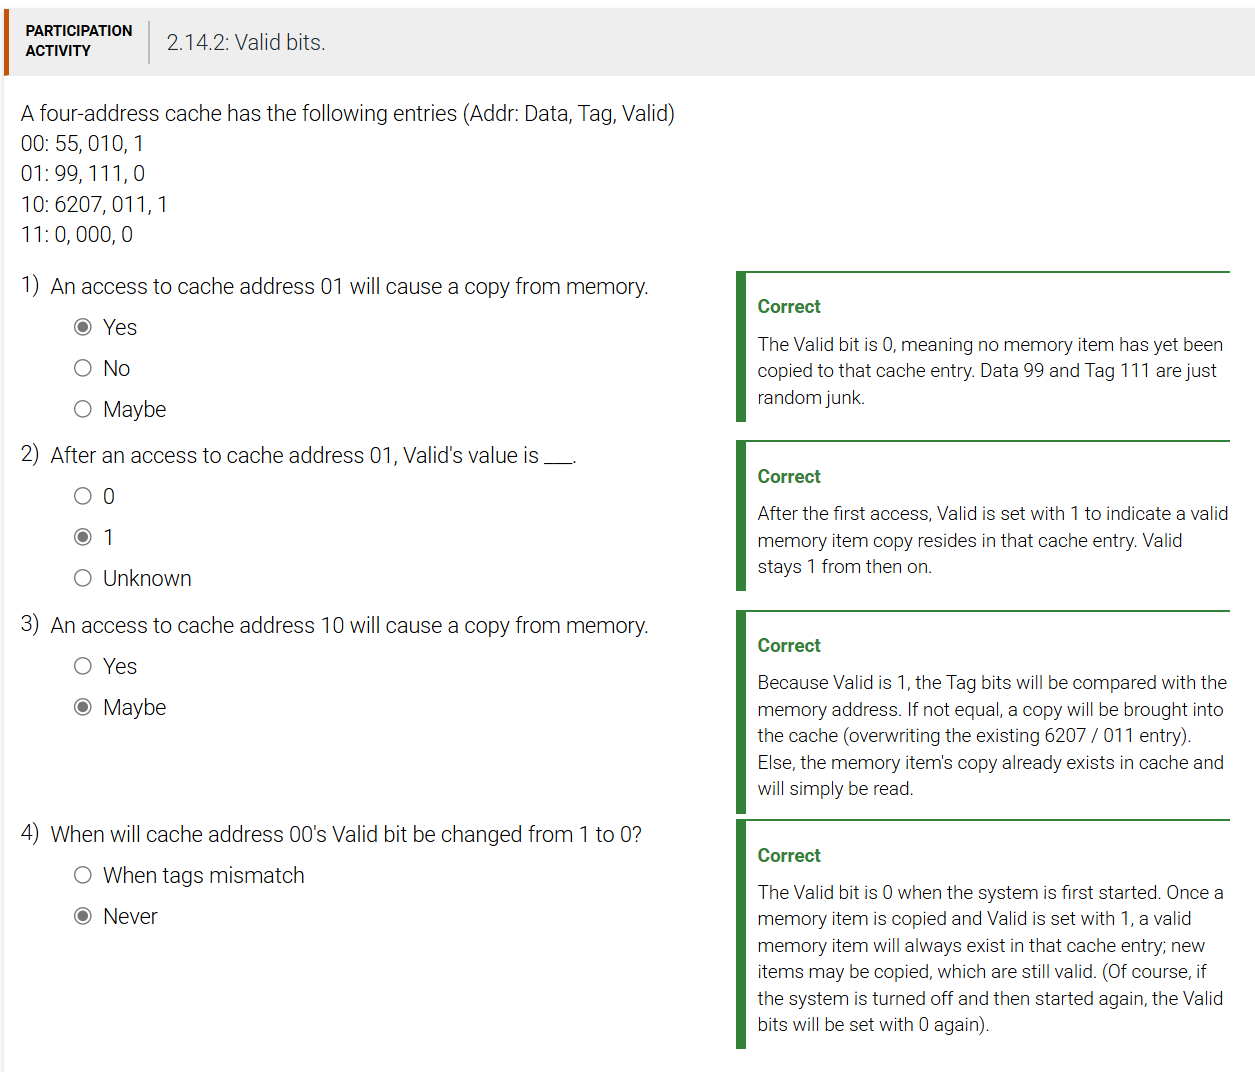 PARTICIPATION
ACTIVITY
2.14.2: Valid bits.
A four-address cache has the following entries (Addr: Data, Tag, Valid)
00: 55, 010, 1
01: 99, 111, 0
10: 6207, 011, 1
11: 0, 000, 0
1) An access to cache address 01 will cause a copy from memory.
Yes
No
Maybe
Correct
The Valid bit is 0, meaning no memory item has yet been
copied to that cache entry. Data 99 and Tag 111 are just
random junk.
2) After an access to cache address 01, Valid's value is ___.
0
1
Unknown
Correct
After the first access, Valid is set with 1 to indicate a valid
memory item copy resides in that cache entry. Valid
stays 1 from then on.
3) An access to cache address 10 will cause a copy from memory.
Yes
Maybe
Correct
Because Valid is 1, the Tag bits will be compared with the
memory address. If not equal, a copy will be brought into
the cache (overwriting the existing 6207 / 011 entry).
Else, the memory item's copy already exists in cache and
will simply be read.
4) When will cache address 00's Valid bit be changed from 1 to 0?
When tags mismatch
Never
Correct
The Valid bit is 0 when the system is first started. Once a
memory item is copied and Valid is set with 1, a valid
memory item will always exist in that cache entry; new
items may be copied, which are still valid. (Of course, if
the system is turned off and then started again, the Valid
bits will be set with 0 again).